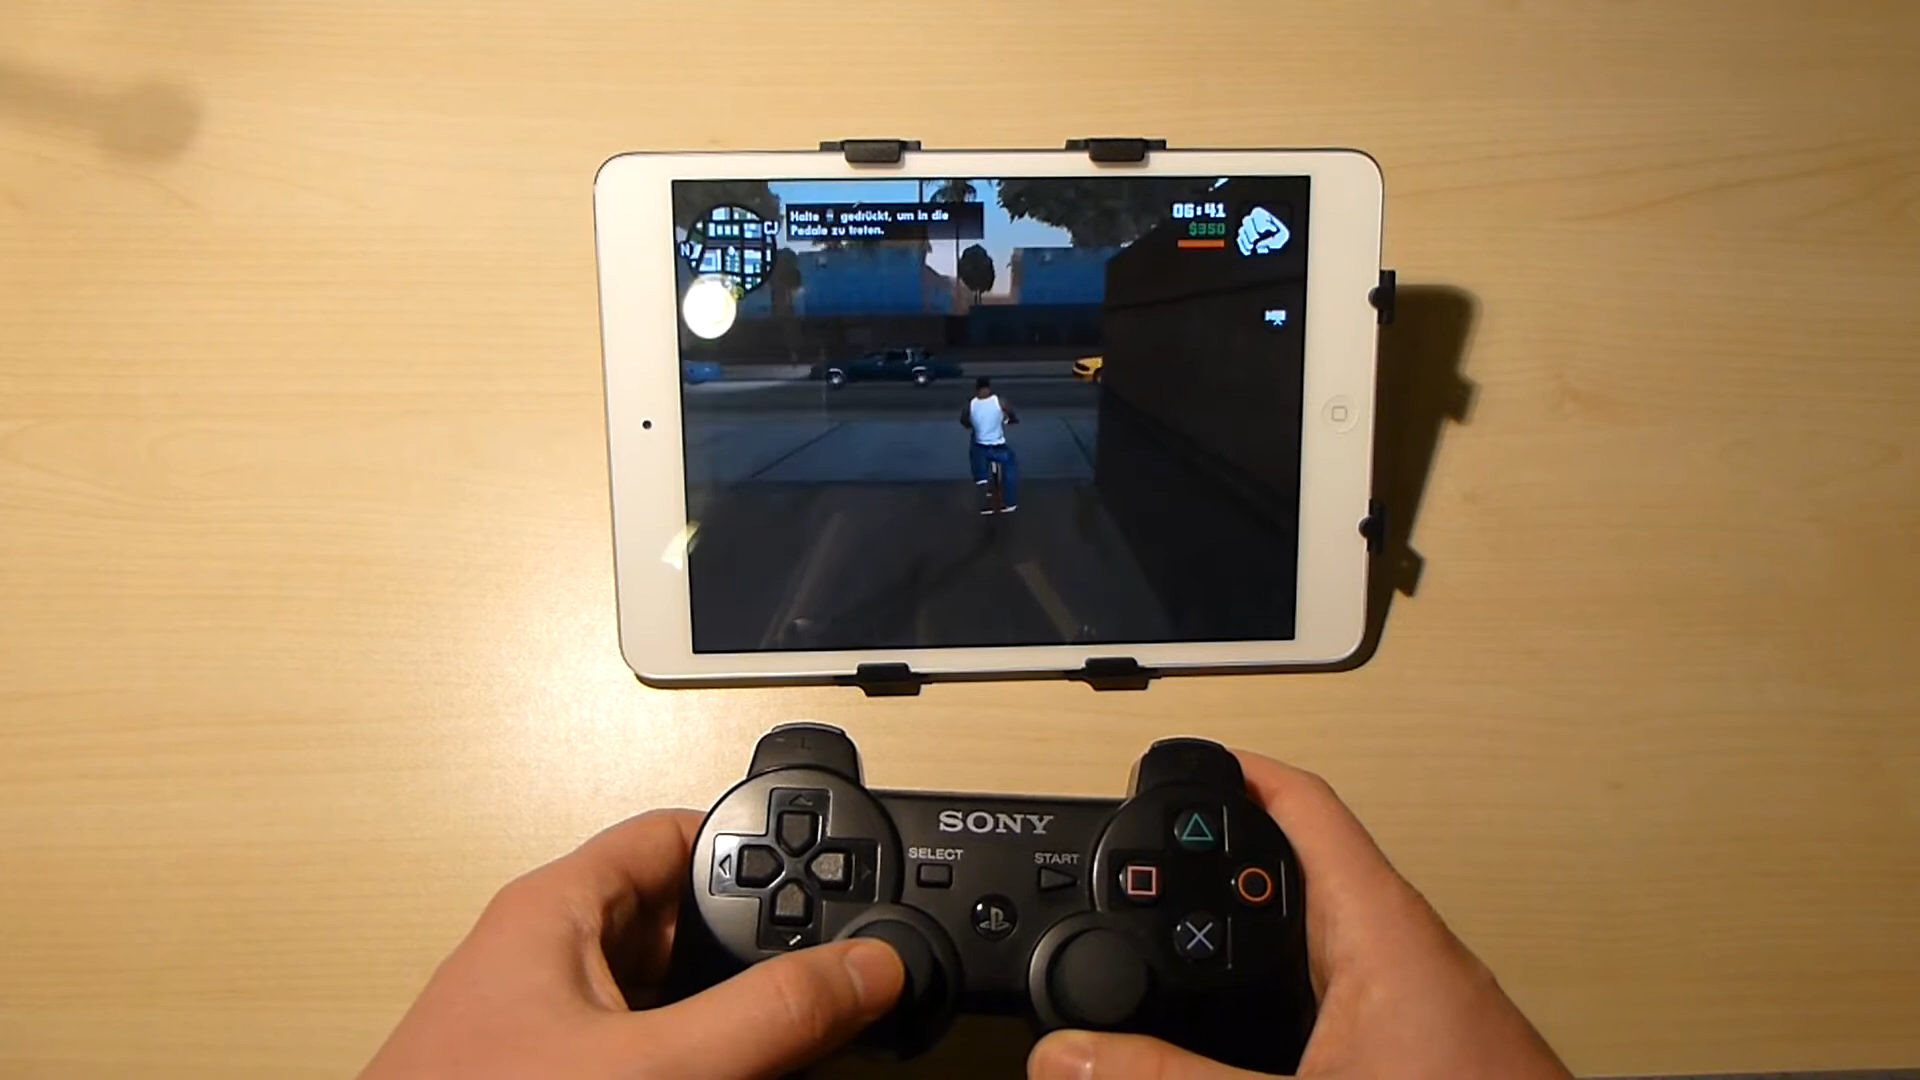 Halte gedrückt, um in die
Pedale zu treten.
CJ
N
06:41
$350
L
SONY
SELECT
START